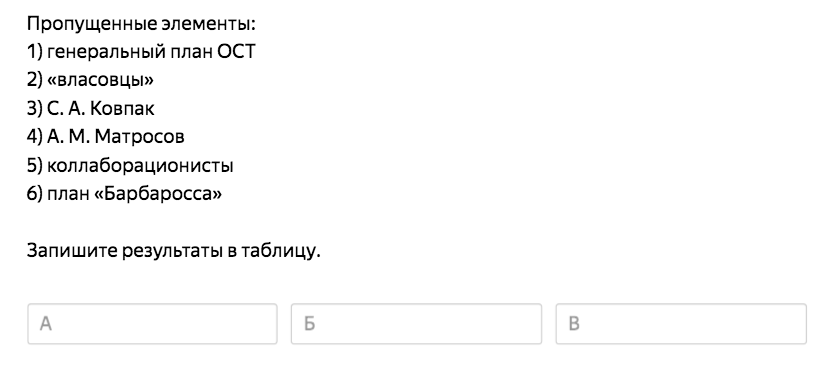 Пропущенные элементы:
1) генеральный план ОСТ
2) «власовцы»
3) С. А. Ковпак
4) А. М. Матросов
5) коллаборационисты
6) план «Барбаросса»
Запишите результаты в таблицу.
А Б В